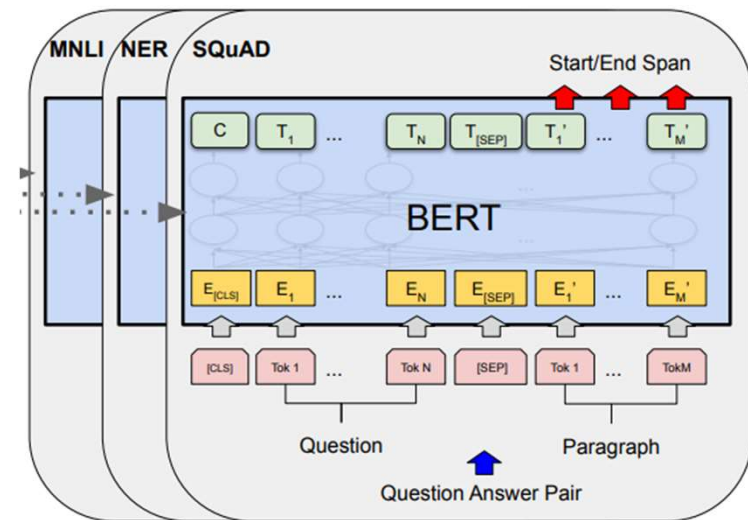 MNLI NER SQuAD
Start/End Span
C T1 ... TN T[SEP] T1' ... TM'
...
BERT
...
E[CLS] E1 ... EN E[SEP] E1' ... EM'
[CLS] Tok 1 ... Tok N [SEP] Tok 1 ... TokM
Question Paragraph
Question Answer Pair